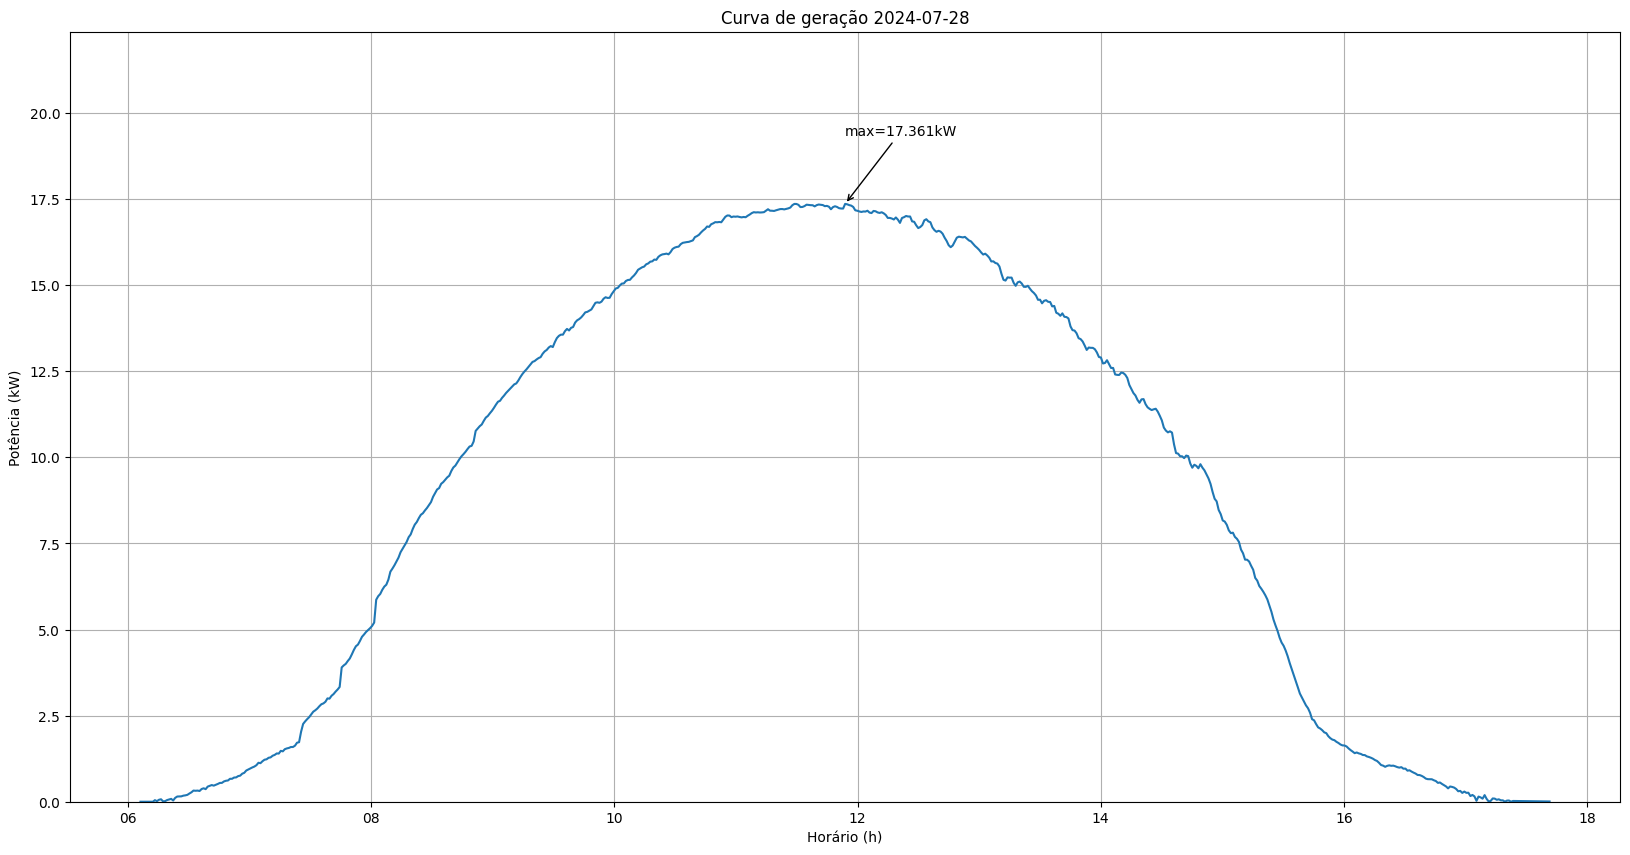 Curva de geração 2024-07-28
max=17.361kW
Potência (kW)
20.0
17.5
15.0
12.5
10.0
7.5
5.0
2.5
0.0
06 08 10 12 14 16 18
Horário (h)